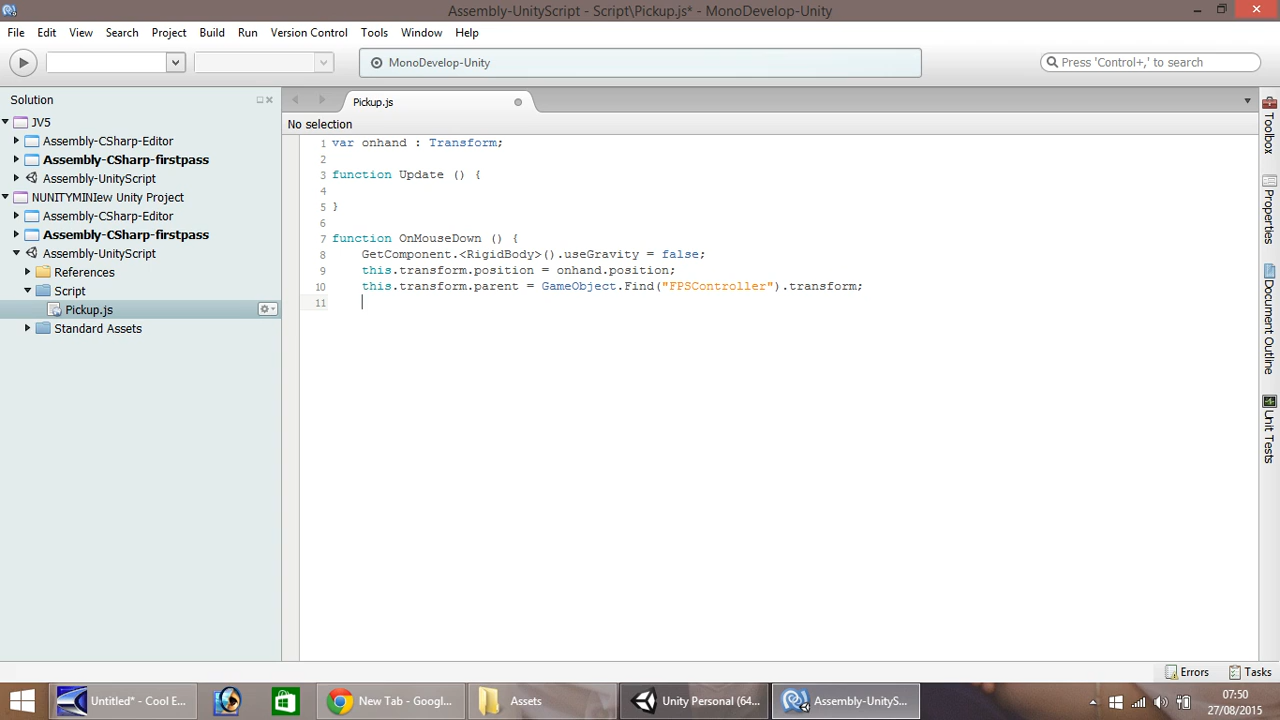 Assembly-UnityScript - Script\Pickup.js* - MonoDevelop-Unity
File Edit View Search Project Build Run Version Control Tools Window Help
MonoDevelop-Unity
Press 'Control+,' to search
Solution
Pickup.js
JV5
No selection
Assembly-CSharp-Editor
Assembly-CSharp-firstpass
Assembly-UnityScript
NUNITYMINIew Unity Project
Assembly-CSharp-Editor
Assembly-CSharp-firstpass
Assembly-UnityScript
References
Script
Pickup.js
Standard Assets
1 var onhand : Transform;
2
3 function Update () {
4
5 }
6
7 function OnMouseDown () {
8 GetComponent.<RigidBody>().useGravity = false;
9 this.transform.position = onhand.position;
10 this.transform.parent = GameObject.Find("FPSController").transform;
11
Toolbox
Properties
Document Outline
Unit Tests
Errors Tasks
Untitled* - Cool E...
New Tab - Googl...
Assets
Unity Personal (64...
Assembly-UnityS...
07:50
27/08/2015